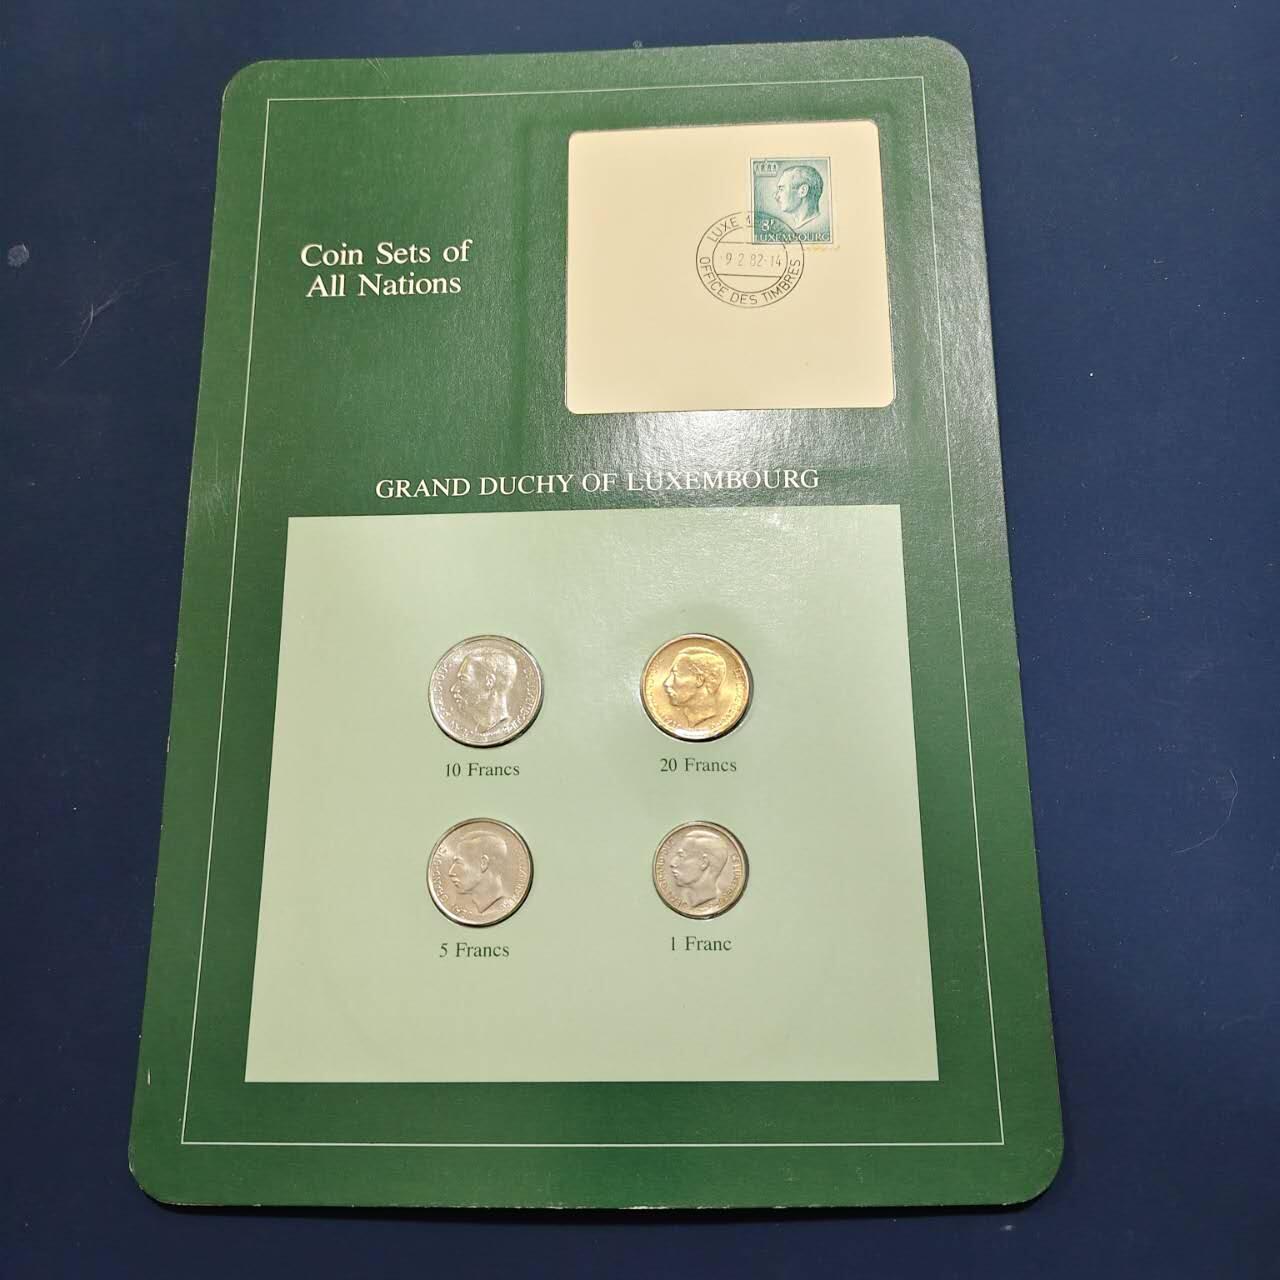 Coin Sets of
All Nations
8F
LUXEMBOURG
LUXE 1
9 2 82-14
OFFICE DES TIMBRES
GRAND DUCHY OF LUXEMBOURG
10 Francs
20 Francs
5 Francs
1 Franc